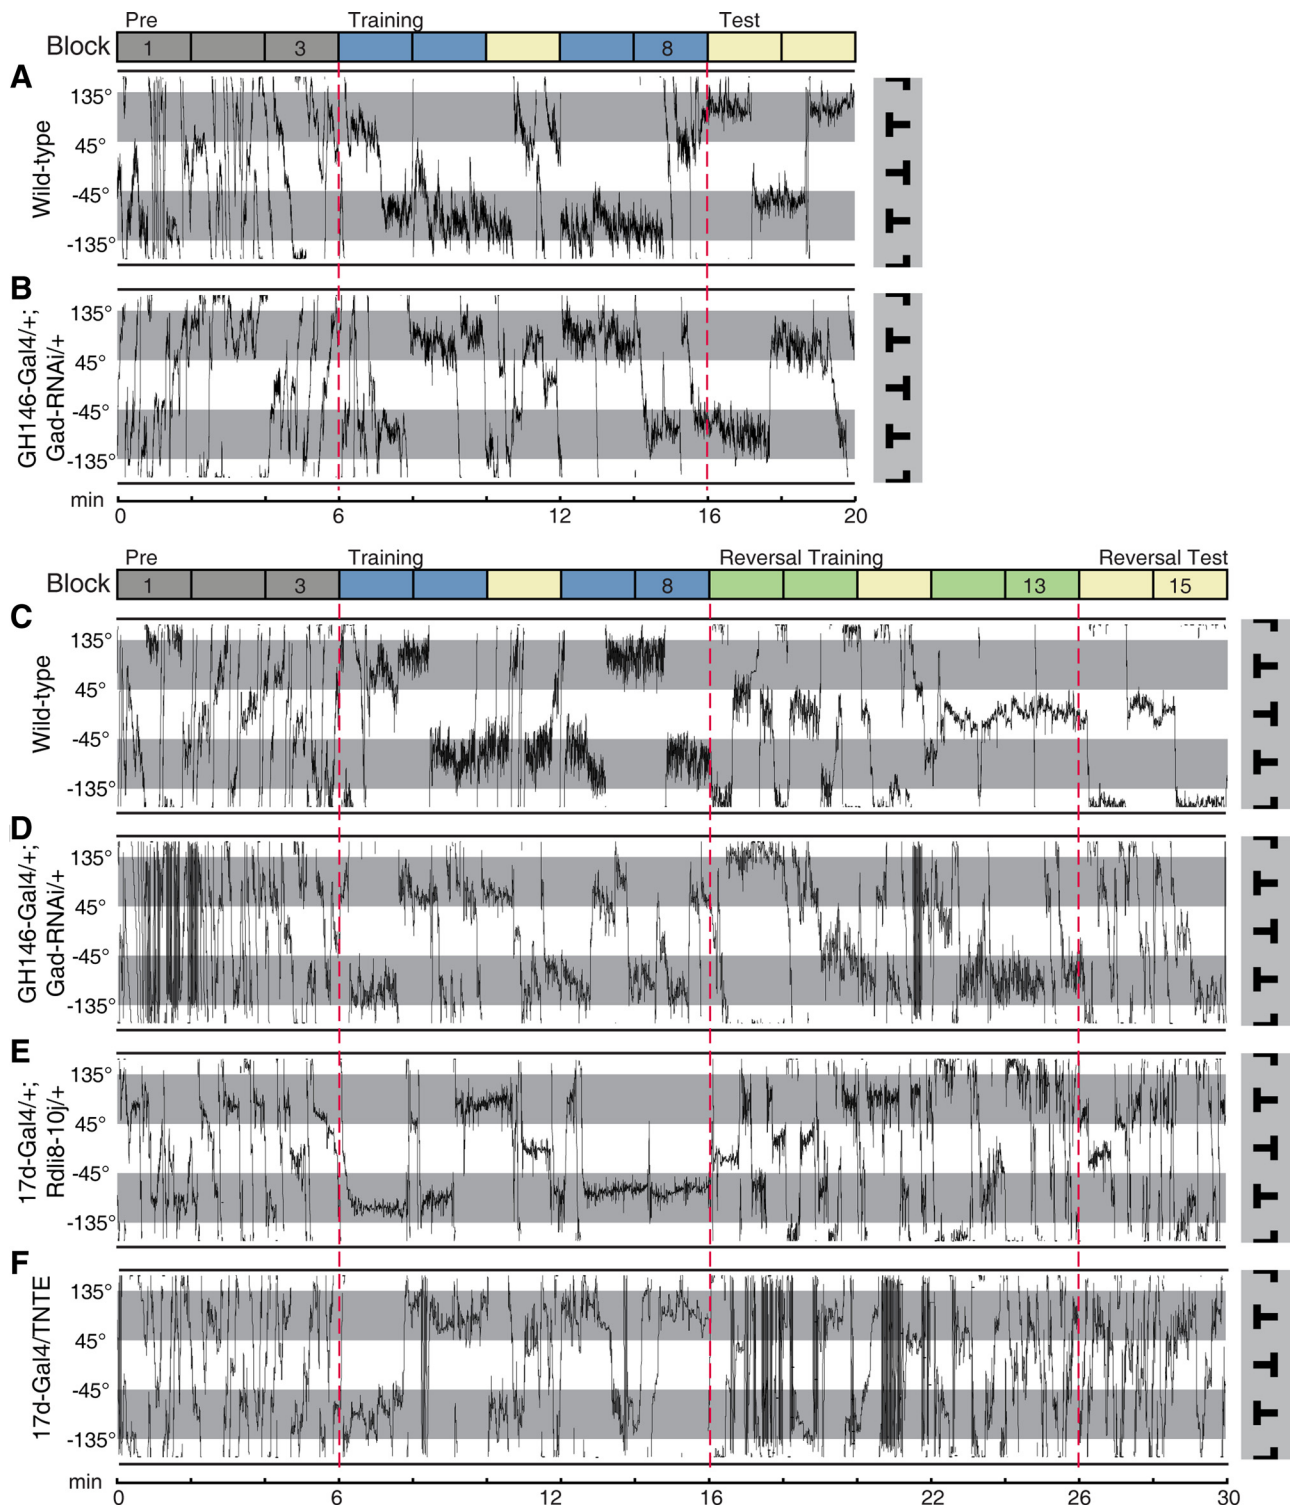 Pre Training Test
Block 1 3 8
A
Wild-type
135°
45°
-45°
-135°
B
GH146-Gal4/+;
Gad-RNAi/+
135°
45°
-45°
-135°
min
0 6 12 16 20
Pre Training Reversal Training Reversal Test
Block 1 3 8 13 15
C
Wild-type
135°
45°
-45°
-135°
D
GH146-Gal4/+;
Gad-RNAi/+
135°
45°
-45°
-135°
E
17d-Gal4/+;
Rdli8-10j/+
135°
45°
-45°
-135°
F
17d-Gal4/TNTE
135°
45°
-45°
-135°
min
0 6 12 16 22 26 30